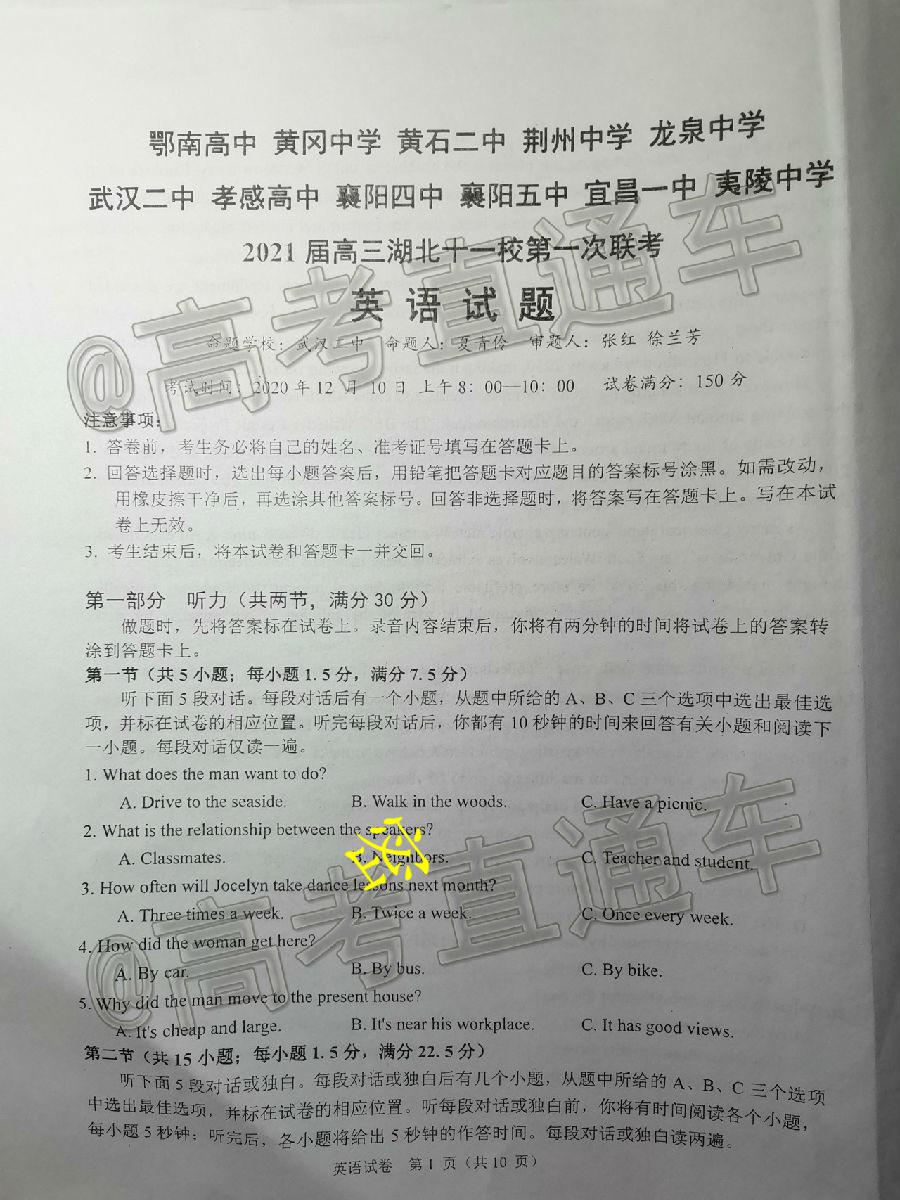 鄂南高中 黄冈中学 黄石二中 荆州中学 龙泉中学
武汉二中 孝感高中 襄阳四中 襄阳五中 宜昌一中 夷陵中学
2021届高三湖北十一校第一次联考
英语试题
命题学校：武汉二中 命题人：夏青伶 审题人：张红 徐兰芳
考试时间：2020年12月10日上午8：00—10：00 试卷满分：150分
注意事项：
1. 答卷前，考生务必将自己的姓名、准考证号填写在答题卡上。
2. 回答选择题时，选出每小题答案后，用铅笔把答题卡对应题目的答案标号涂黑。如需改动，
用橡皮擦干净后，再选涂其他答案标号。回答非选择题时，将答案写在答题卡上。写在本试
卷上无效。
3. 考生结束后，将本试卷和答题卡一并交回。
第一部分 听力（共两节，满分30分）
做题时，先将答案标在试卷上。录音内容结束后，你将有两分钟的时间将试卷上的答案转
涂到答题卡上。
第一节（共5小题；每小题1.5分，满分7.5分）
听下面5段对话。每段对话后有一个小题，从题中所给的A、B、C三个选项中选出最佳选
项，并标在试卷的相应位置。听完每段对话后，你都有10秒钟的时间来回答有关小题和阅读下
一小题。每段对话仅读一遍。
1. What does the man want to do?
A. Drive to the seaside. B. Walk in the woods. C. Have a picnic.
2. What is the relationship between the speakers?
A. Classmates. B. Neighbors. C. Teacher and student.
3. How often will Jocelyn take dance lessons next month?
A. Three times a week. B. Twice a week. C. Once every week.
4. How did the woman get here?
A. By car. B. By bus. C. By bike.
5. Why did the man move to the present house?
A. It's cheap and large. B. It's near his workplace. C. It has good views.
第二节（共15小题；每小题1.5分，满分22.5分）
听下面5段对话或独白。每段对话或独白后有几个小题，从题中所给的A、B、C三个选项
中选出最佳选项，并标在试卷的相应位置。听每段对话或独白前，你将有时间阅读各个小题，
每小题5秒钟；听完后，各小题将给出5秒钟的作答时间。每段对话或独白读两遍。
英语试卷 第1页（共10页）
@高考直通车
@高考直通车